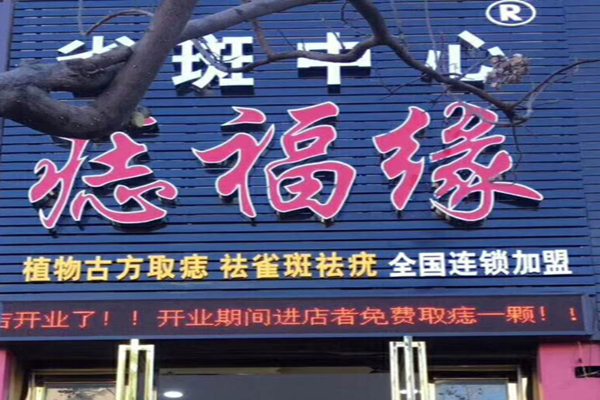 雀斑中心®
痣福缘
植物古方取痣 祛雀斑祛疣 全国连锁加盟
店开业了！！开业期间进店者免费取痣一颗！！